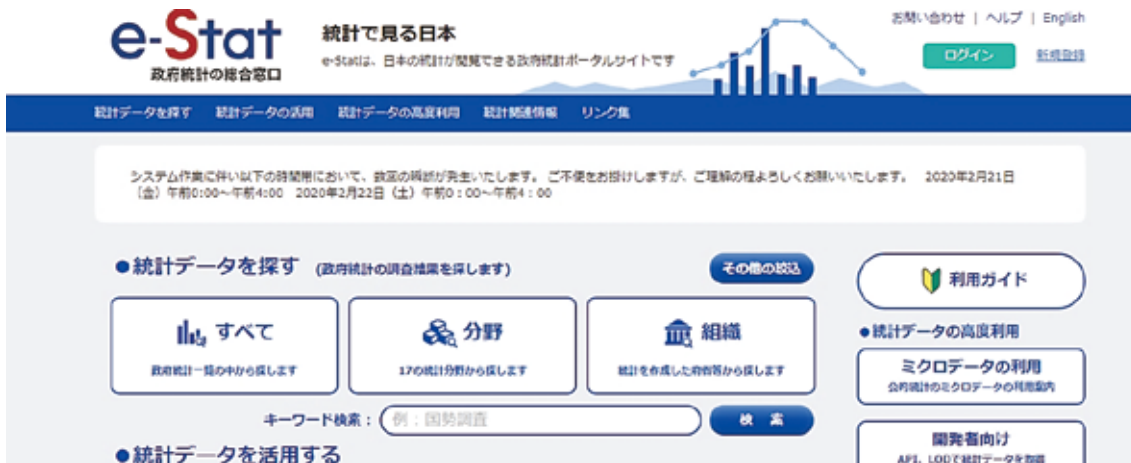 お問い合わせ | ヘルプ | English
e-Stat
統計で見る日本
政府統計の総合窓口
e-Statは、日本の統計が閲覧できる政府統計ポータルサイトです
ログイン
新規登録
統計データを探す 統計データの活用 統計データの高度利用 統計関連情報 リンク集
システム作業に伴い以下の時間帯において、数回の瞬断が発生いたします。 ご不便をお掛けしますが、ご理解の程よろしくお願いいたします。 2020年2月21日
(金) 午前0:00～午前4:00 2020年2月22日 (土) 午前0:00～午前4:00
●統計データを探す (政府統計の調査結果を探します)
その他の絞込
利用ガイド
すべて
政府統計一覧の中から探します
分野
17の統計分野から探します
組織
統計を作成した府省等から探します
●統計データの高度利用
ミクロデータの利用
公的統計のミクロデータの利用案内
キーワード検索: 例:国勢調査
検 索
開発者向け
API、LODで統計データを取得
●統計データを活用する